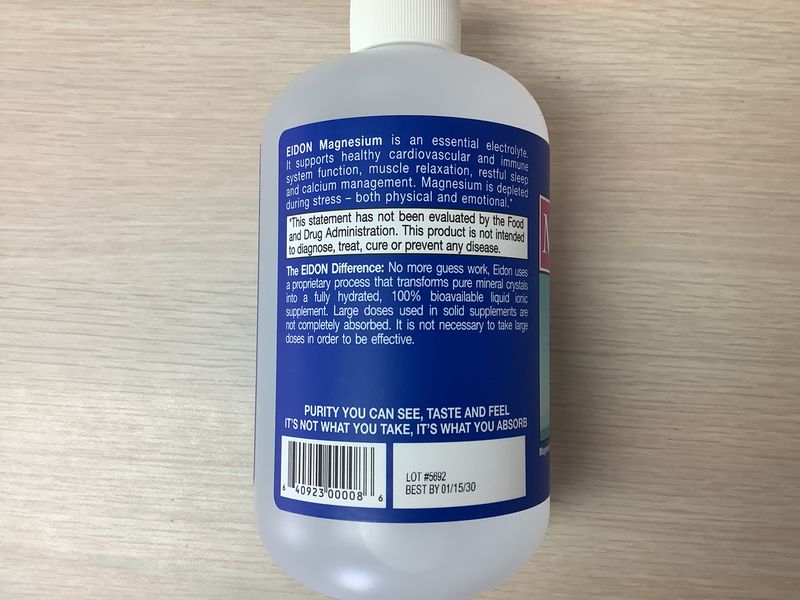 EIDON Magnesium is an essential electrolyte.
It supports healthy cardiovascular and immune
system function, muscle relaxation, restful sleep
and calcium management. Magnesium is depleted
during stress – both physical and emotional.*
*This statement has not been evaluated by the Food
and Drug Administration. This product is not intended
to diagnose, treat, cure or prevent any disease.
The EIDON Difference: No more guess work, Eidon uses
a proprietary process that transforms pure mineral crystals
into a fully hydrated, 100% bioavailable liquid ionic
supplement. Large doses used in solid supplements are
not completely absorbed. It is not necessary to take large
doses in order to be effective.
PURITY YOU CAN SEE, TASTE AND FEEL
IT'S NOT WHAT YOU TAKE, IT'S WHAT YOU ABSORB
6 40923 00008 6
LOT #5692
BEST BY 01/15/30